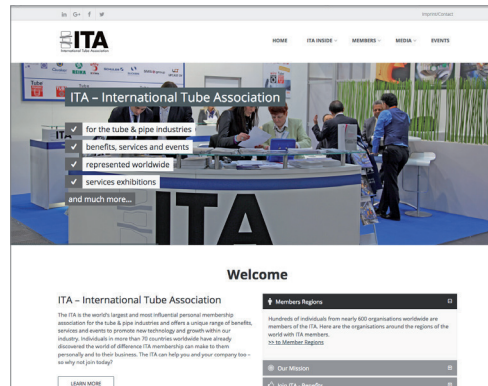 Imprint/Contact
ITA
International Tube Association
HOME
ITA INSIDE
MEMBERS
MEDIA
EVENTS
ITA – International Tube Association
for the tube & pipe industries
benefits, services and events
represented worldwide
services exhibitions
and much more...
ITA
Welcome
ITA – International Tube Association
The ITA is the world's largest and most influential personal membership
association for the tube & pipe industries and offers a unique range of benefits,
services and events to promote new technology and growth within our
industry. Individuals in more than 70 countries worldwide have already
discovered the world of difference ITA membership can make to them
personally and to their business. The ITA can help you and your company too –
so why not join today?
LEARN MORE
Members Regions
Hundreds of individuals from nearly 600 organisations worldwide are
members of the ITA. Here are the organisations around the regions of the
world with ITA members.
>> to Member Regions
Our Mission
Join ITA - Benefits